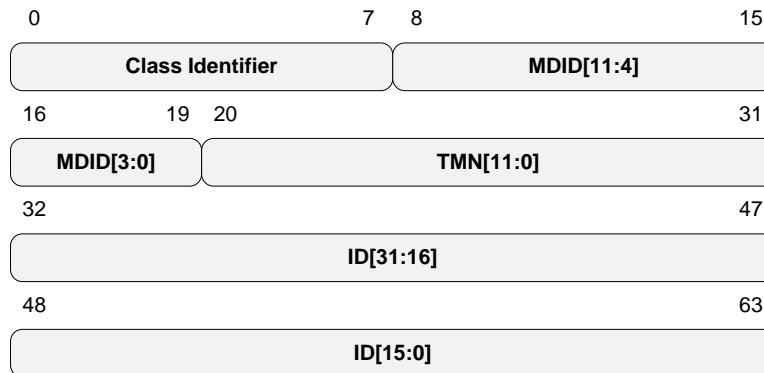 0 7 8 15
Class Identifier MDID[11:4]
16 19 20 31
MDID[3:0] TMN[11:0]
32 47
ID[31:16]
48 63
ID[15:0]